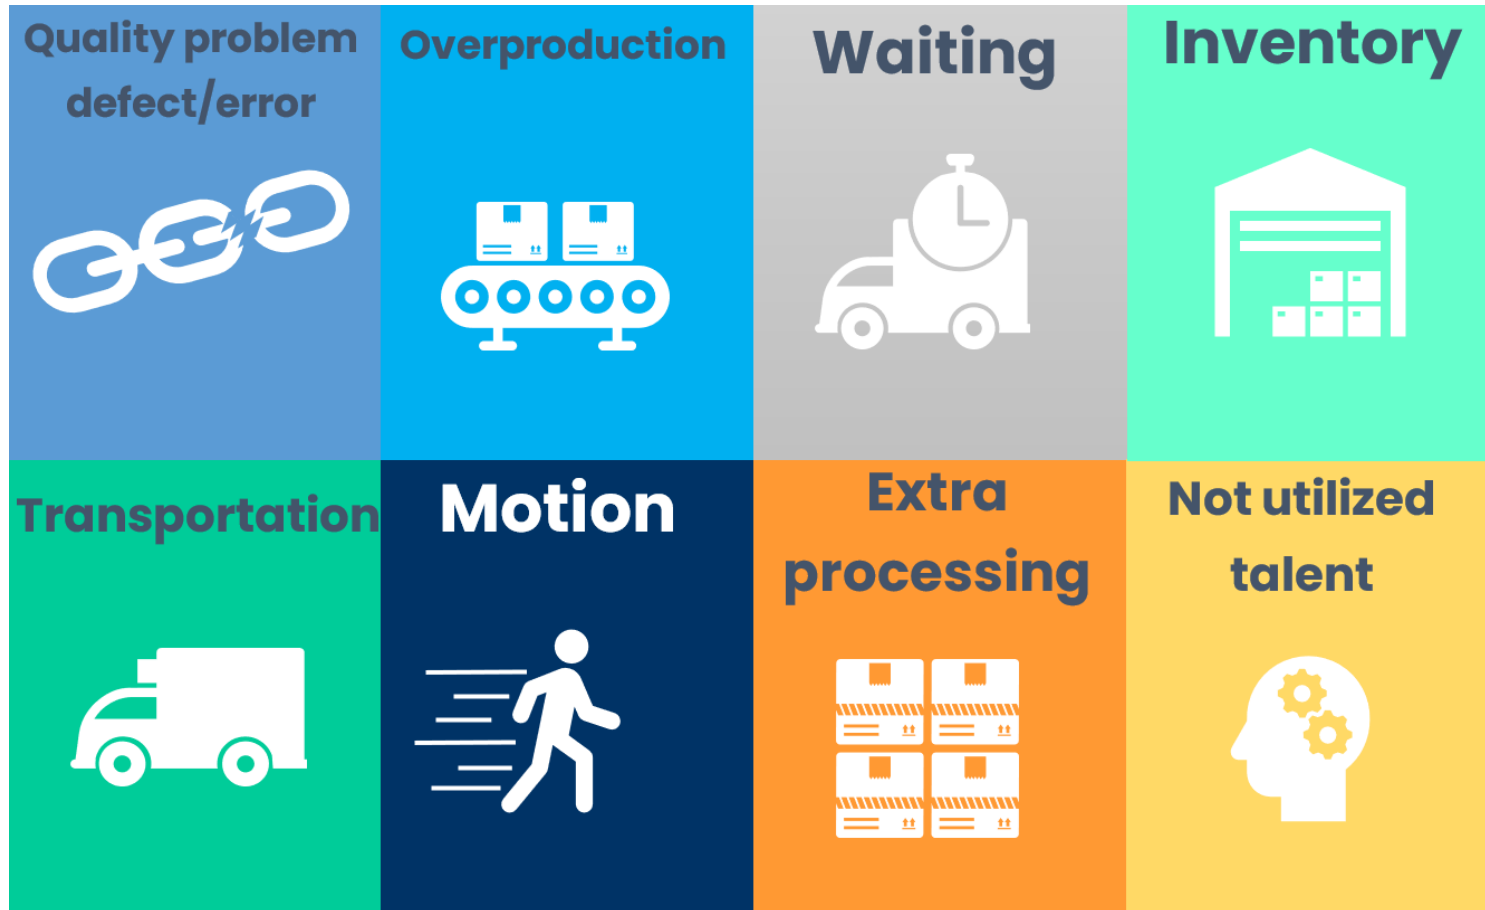 Quality problem
defect/error
Overproduction
Waiting
Inventory
Transportation
Motion
Extra
processing
Not utilized
talent